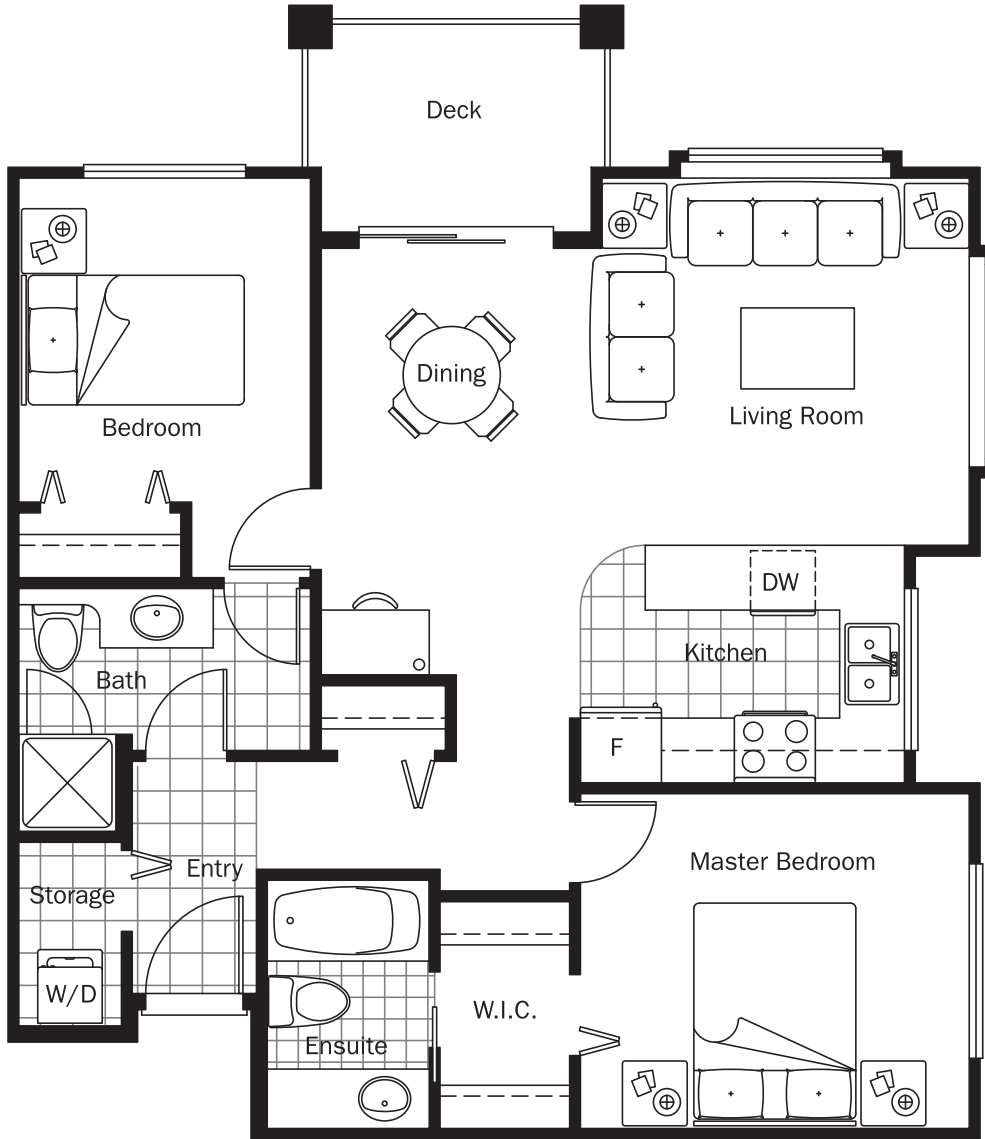 Deck
Dining
Living Room
Bedroom
DW
Kitchen
Bath
F
Entry
Master Bedroom
Storage
W/D
W.I.C.
Ensuite